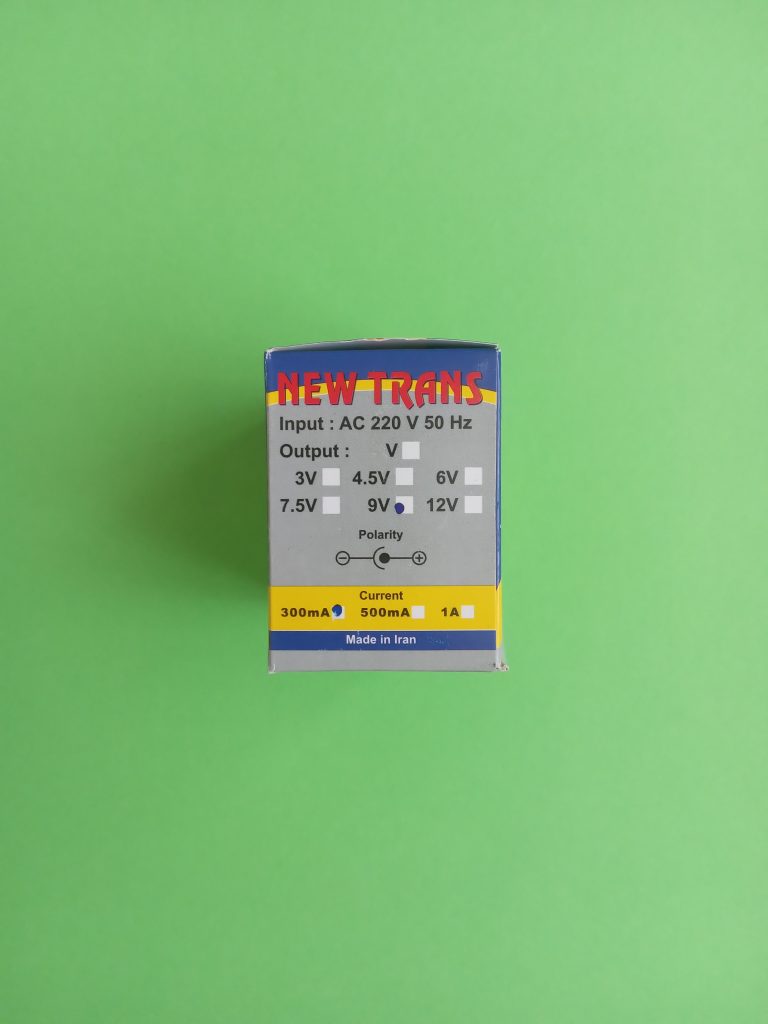 NEW TRANS
Input : AC 220 V 50 Hz
Output : V
3V 4.5V 6V
7.5V 9V 12V
Polarity
Current
300mA 500mA 1A
Made in Iran